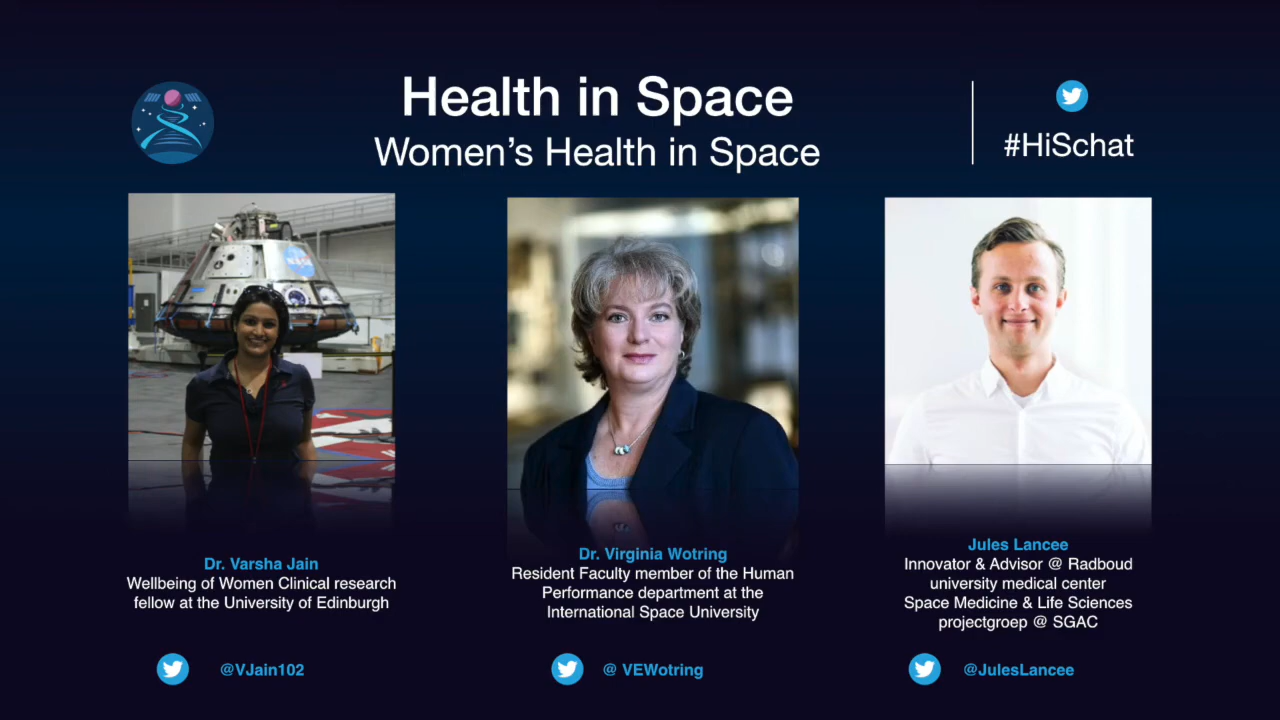 Health in Space
Women's Health in Space
#HiSchat
NASA
Dr. Varsha Jain
Wellbeing of Women Clinical research
fellow at the University of Edinburgh
@VJain102
Dr. Virginia Wotring
Resident Faculty member of the Human
Performance department at the
International Space University
@ VEWotring
Jules Lancee
Innovator & Advisor @ Radboud
university medical center
Space Medicine & Life Sciences
projectgroep @ SGAC
@JulesLancee